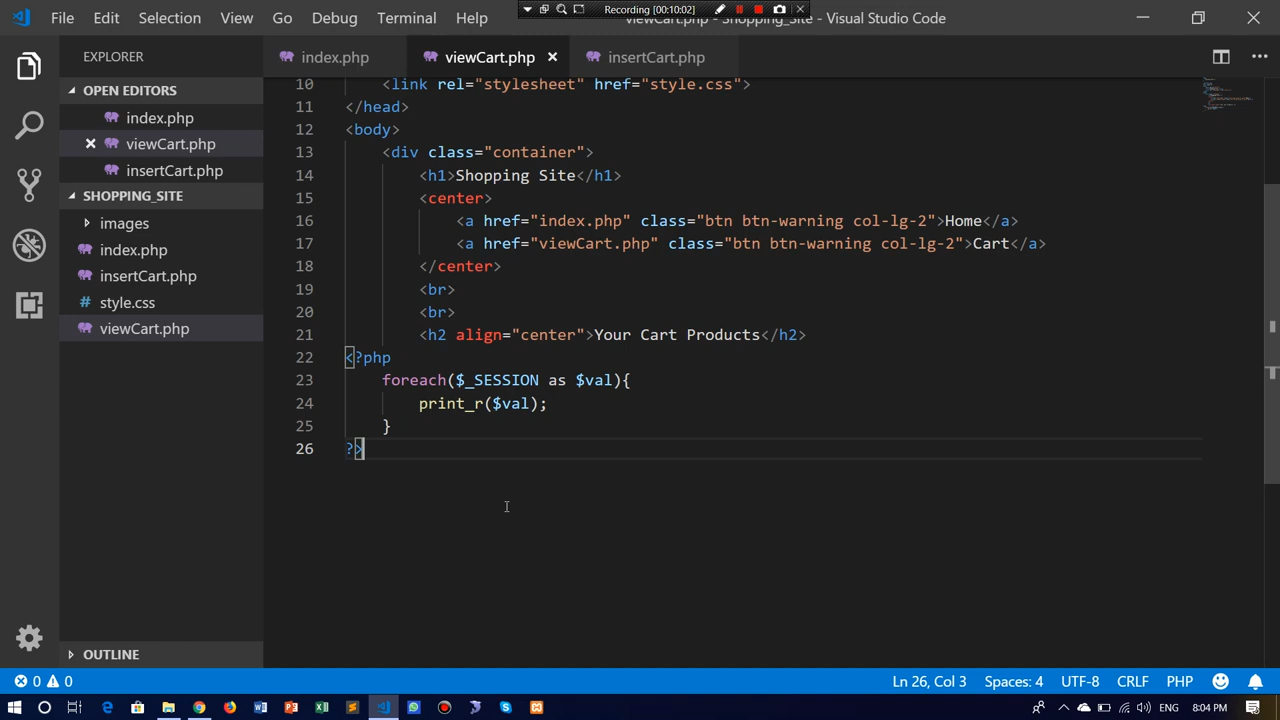 File Edit Selection View Go Debug Terminal Help
Recording [00:10:02]
viewCart.php - Shopping_Site - Visual Studio Code
EXPLORER
OPEN EDITORS
index.php
viewCart.php
insertCart.php
SHOPPING_SITE
images
index.php
insertCart.php
style.css
viewCart.php
OUTLINE
index.php viewCart.php insertCart.php
10 <link rel="stylesheet" href="style.css">
11 </head>
12 <body>
13 <div class="container">
14 <h1>Shopping Site</h1>
15 <center>
16 <a href="index.php" class="btn btn-warning col-lg-2">Home</a>
17 <a href="viewCart.php" class="btn btn-warning col-lg-2">Cart</a>
18 </center>
19 <br>
20 <br>
21 <h2 align="center">Your Cart Products</h2>
22 <?php
23 foreach($_SESSION as $val){
24 print_r($val);
25 }
26 ?>
0 0 Ln 26, Col 3 Spaces: 4 UTF-8 CRLF PHP
ENG 8:04 PM